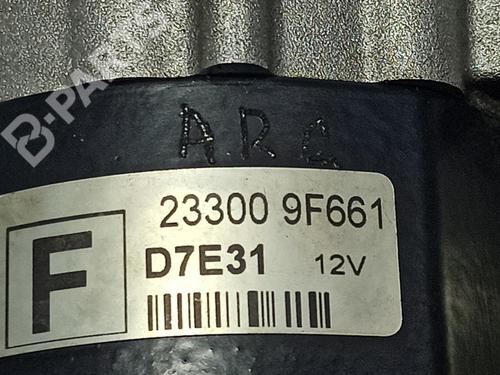 B-PARTS
ARC
23300 9F661
F
D7E31 12V